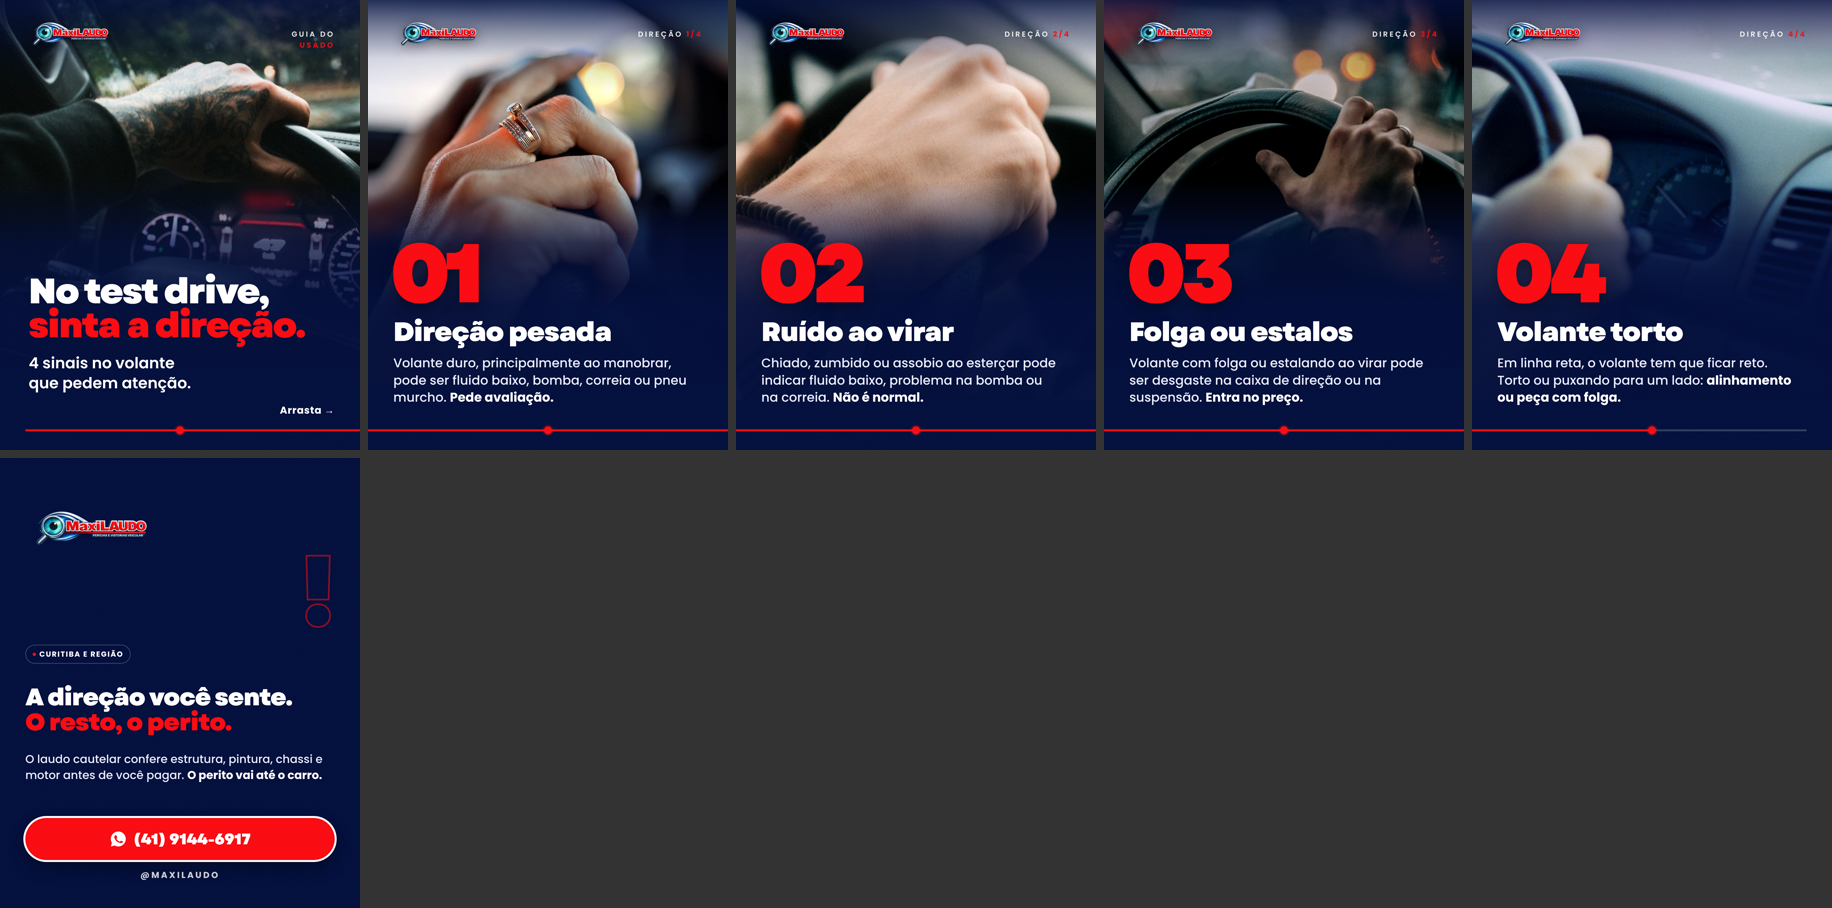 MaxiLAUDO
GUIA DO
USADO
No test drive,
sinta a direção.
4 sinais no volante
que pedem atenção.
Arrasta →
MaxiLAUDO
DIREÇÃO 1/4
01
Direção pesada
Volante duro, principalmente ao manobrar,
pode ser fluido baixo, bomba, correia ou pneu
murcho. Pede avaliação.
MaxiLAUDO
DIREÇÃO 2/4
02
Ruído ao virar
Chiado, zumbido ou assobio ao esterçar pode
indicar fluido baixo, problema na bomba ou
na correia. Não é normal.
MaxiLAUDO
DIREÇÃO 3/4
03
Folga ou estalos
Volante com folga ou estalando ao virar pode
ser desgaste na caixa de direção ou na
suspensão. Entra no preço.
MaxiLAUDO
DIREÇÃO 4/4
04
Volante torto
Em linha reta, o volante tem que ficar reto.
Torto ou puxando para um lado: alinhamento
ou peça com folga.
MaxiLAUDO
PERÍCIAS E VISTORIAS VEICULAR
!
CURITIBA E REGIÃO
A direção você sente.
O resto, o perito.
O laudo cautelar confere estrutura, pintura, chassi e
motor antes de você pagar. O perito vai até o carro.
(41) 9144-6917
@MAXILAUDO